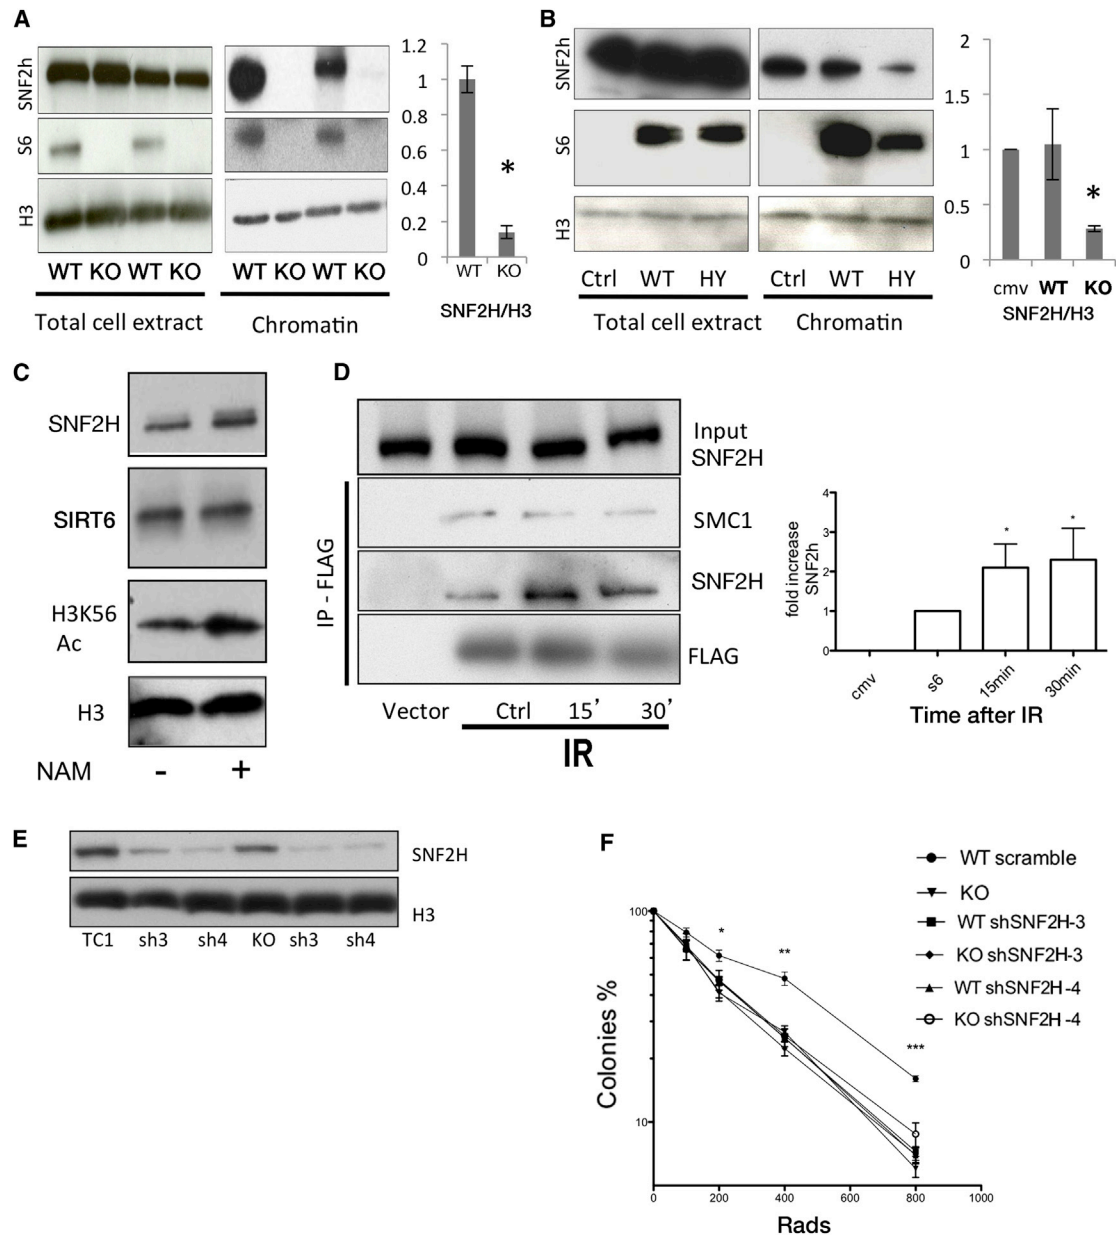 A
SNF2h
S6
H3
WT KO WT KO
Total cell extract
WT KO WT KO
Chromatin
1.2
1
0.8
0.6
0.4
0.2
0
*
WT KO
SNF2H/H3
B
SNF2h
S6
H3
Ctrl WT HY
Total cell extract
Ctrl WT HY
Chromatin
2
1.5
1
0.5
0
*
cmv WT KO
SNF2H/H3
C
SNF2H
SIRT6
H3K56
Ac
H3
NAM - +
D
Input
SNF2H
IP - FLAG
SMC1
SNF2H
FLAG
Vector Ctrl 15’ 30’
IR
fold increase
SNF2h
4
3
2
1
0
* *
cmv s6 15min 30min
Time after IR
E
SNF2H
H3
TC1 sh3 sh4 KO sh3 sh4
F
WT scramble
KO
WT shSNF2H-3
KO shSNF2H-3
WT shSNF2H-4
KO shSNF2H-4
Colonies %
100
10
*
**
***
0 200 400 600 800 1000
Rads